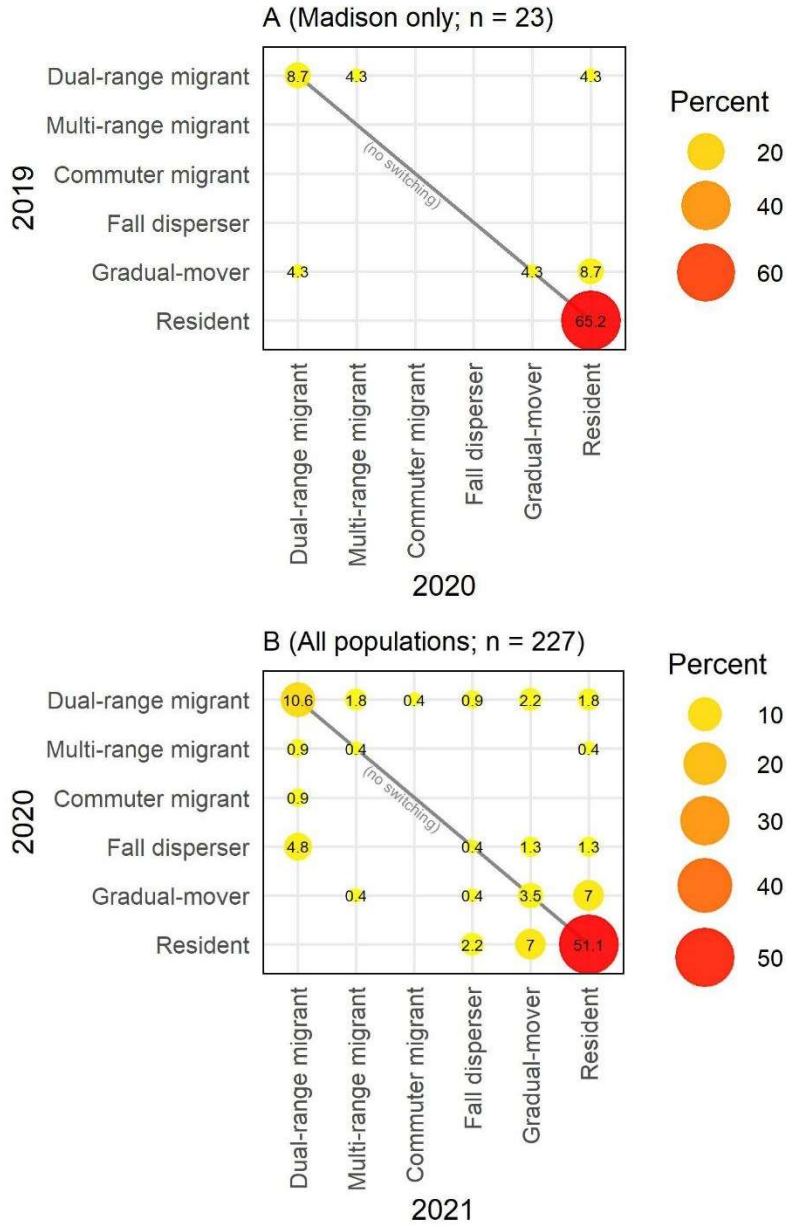 A (Madison only; n = 23)
Dual-range migrant 8.7 4.3 4.3
Multi-range migrant
Commuter migrant
Fall disperser
Gradual-mover 4.3 4.3 8.7
Resident 65.2
(no switching)
2019
Dual-range migrant
Multi-range migrant
Commuter migrant
Fall disperser
Gradual-mover
Resident
2020
Percent
20
40
60
B (All populations; n = 227)
Dual-range migrant 10.6 1.8 0.4 0.9 2.2 1.8
Multi-range migrant 0.9 0.4 0.4
Commuter migrant 0.9
Fall disperser 4.8 0.4 1.3 1.3
Gradual-mover 0.4 0.4 3.5 7
Resident 2.2 7 51.1
(no switching)
2020
Dual-range migrant
Multi-range migrant
Commuter migrant
Fall disperser
Gradual-mover
Resident
2021
Percent
10
20
30
40
50